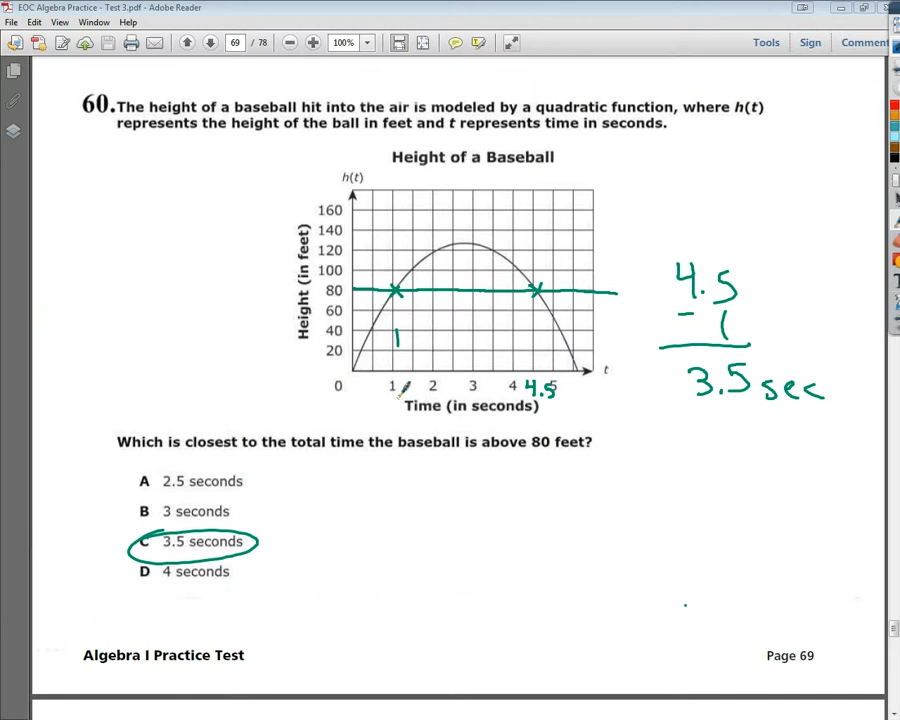 EOC Algebra Practice - Test 3.pdf - Adobe Reader
File Edit View Window Help
69 / 78 100% Tools Sign Comment
60. The height of a baseball hit into the air is modeled by a quadratic function, where h(t)
represents the height of the ball in feet and t represents time in seconds.
Height of a Baseball
h(t)
160
140
120
100
80
60
40
20
Height (in feet)
1
0 1 2 3 4 4.5 5 t
Time (in seconds)
4.5
- 1
3.5 sec
Which is closest to the total time the baseball is above 80 feet?
A 2.5 seconds
B 3 seconds
C 3.5 seconds
D 4 seconds
Algebra I Practice Test Page 69